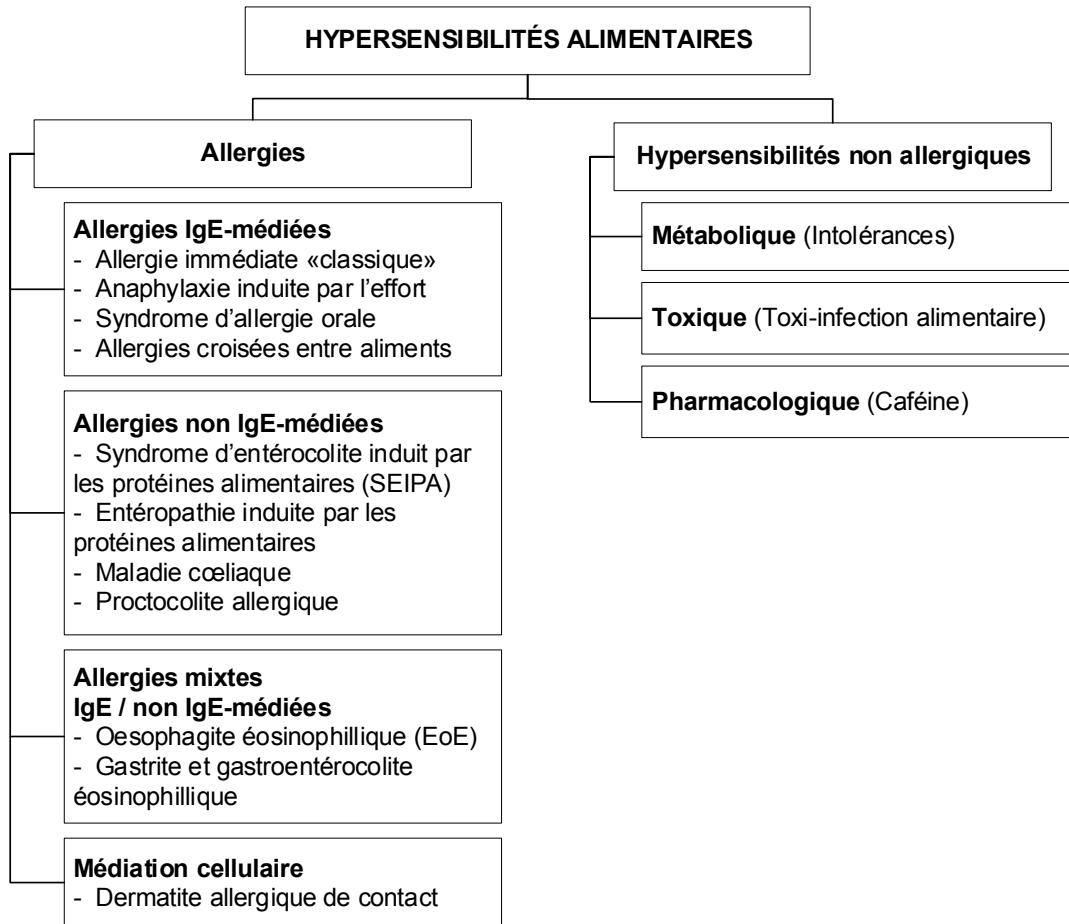 HYPERSENSIBILITÉS ALIMENTAIRES
Allergies
Allergies IgE-médiées
- Allergie immédiate «classique»
- Anaphylaxie induite par l'effort
- Syndrome d'allergie orale
- Allergies croisées entre aliments
Allergies non IgE-médiées
- Syndrome d'entérocolite induit par
les protéines alimentaires (SEIPA)
- Entéropathie induite par les
protéines alimentaires
- Maladie cœliaque
- Proctocolite allergique
Allergies mixtes
IgE / non IgE-médiées
- Oesophagite éosinophillique (EoE)
- Gastrite et gastroentérocolite
éosinophillique
Médiation cellulaire
- Dermatite allergique de contact
Hypersensibilités non allergiques
Métabolique (Intolérances)
Toxique (Toxi-infection alimentaire)
Pharmacologique (Caféine)